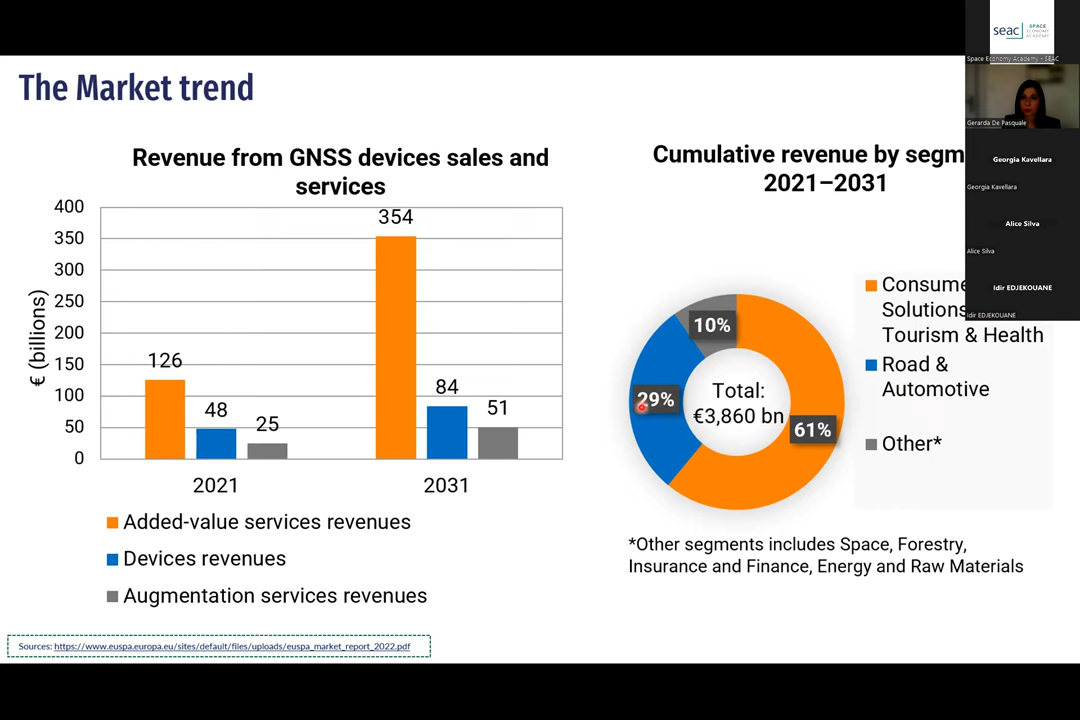 The Market trend
Revenue from GNSS devices sales and
services
400
350
300
250
200
150
100
50
0
€ (billions)
126
48
25
354
84
51
2021
2031
Added-value services revenues
Devices revenues
Augmentation services revenues
Cumulative revenue by segm
2021–2031
10%
29%
61%
Total:
€3,860 bn
Consume
Solutions
Tourism & Health
Road &
Automotive
Other*
*Other segments includes Space, Forestry,
Insurance and Finance, Energy and Raw Materials
Sources: https://www.euspa.europa.eu/sites/default/files/uploads/euspa_market_report_2022.pdf
seac
SPACE
ECONOMY
ACADEMY
Space Economy Academy - SEAC
Gerarda De Pasquale
Georgia Kavellara
Georgia Kavellara
Alice Silva
Alice Silva
Idir EDJEKOUANE
Idir EDJEKOUANE